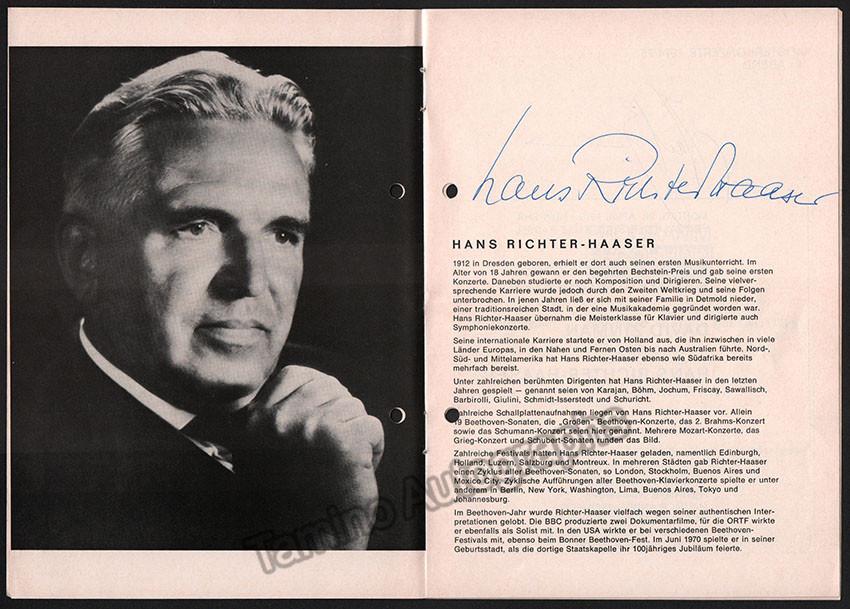 Hans Richter-Haaser
HANS RICHTER-HAASER
1912 in Dresden geboren, erhielt er dort auch seinen ersten Musikunterricht. Im
Alter von 18 Jahren gewann er den begehrten Bechstein-Preis und gab seine ersten
Konzerte. Daneben studierte er noch Komposition und Dirigieren. Seine vielver-
sprechende Karriere wurde jedoch durch den Zweiten Weltkrieg und seine Folgen
unterbrochen. In jenen Jahren ließ er sich mit seiner Familie in Detmold nieder,
einer traditionsreichen Stadt, in der eine Musikakademie gegründet worden war.
Hans Richter-Haaser übernahm die Meisterklasse für Klavier und dirigierte auch
Symphoniekonzerte.
Seine internationale Karriere startete er von Holland aus, die ihn inzwischen in viele
Länder Europas, in den Nahen und Fernen Osten bis nach Australien führte. Nord-,
Süd- und Mittelamerika hat Hans Richter-Haaser ebenso wie Südafrika bereits
mehrfach bereist.
Unter zahlreichen berühmten Dirigenten hat Hans Richter-Haaser in den letzten
Jahren gespielt – genannt seien von Karajan, Böhm, Jochum, Friscay, Sawallisch,
Barbirolli, Giulini, Schmidt-Isserstedt und Schuricht.
Zahlreiche Schallplattenaufnahmen liegen von Hans Richter-Haaser vor. Allein
19 Beethoven-Sonaten, die „Großen“ Beethoven-Konzerte, das 2. Brahms-Konzert
sowie das Schumann-Konzert seien hier genannt. Mehrere Mozart-Konzerte, das
Grieg-Konzert und Schubert-Sonaten runden das Bild.
Zahlreiche Festivals hatten Hans Richter-Haaser geladen, namentlich Edinburgh,
Holland, Luzern, Salzburg und Montreux. In mehreren Städten gab Richter-Haaser
einen Zyklus aller Beethoven-Sonaten, so London, Stockholm, Buenos Aires und
Mexico City. Zyklische Aufführungen aller Beethoven-Klavierkonzerte spielte er unter
anderem in Berlin, New York, Washington, Lima, Buenos Aires, Tokyo und
Johannesburg.
Im Beethoven-Jahr wurde Richter-Haaser vielfach wegen seiner authentischen Inter-
pretationen gelobt. Die BBC produzierte zwei Dokumentarfilme, für die ORTF wirkte
er ebenfalls als Solist mit. In den USA wirkte er bei verschiedenen Beethoven-
Festivals mit, ebenso beim Bonner Beethoven-Fest. Im Juni 1970 spielte er in seiner
Geburtsstadt, als die dortige Staatskapelle ihr 100jähriges Jubiläum feierte.
Tamino Autographs